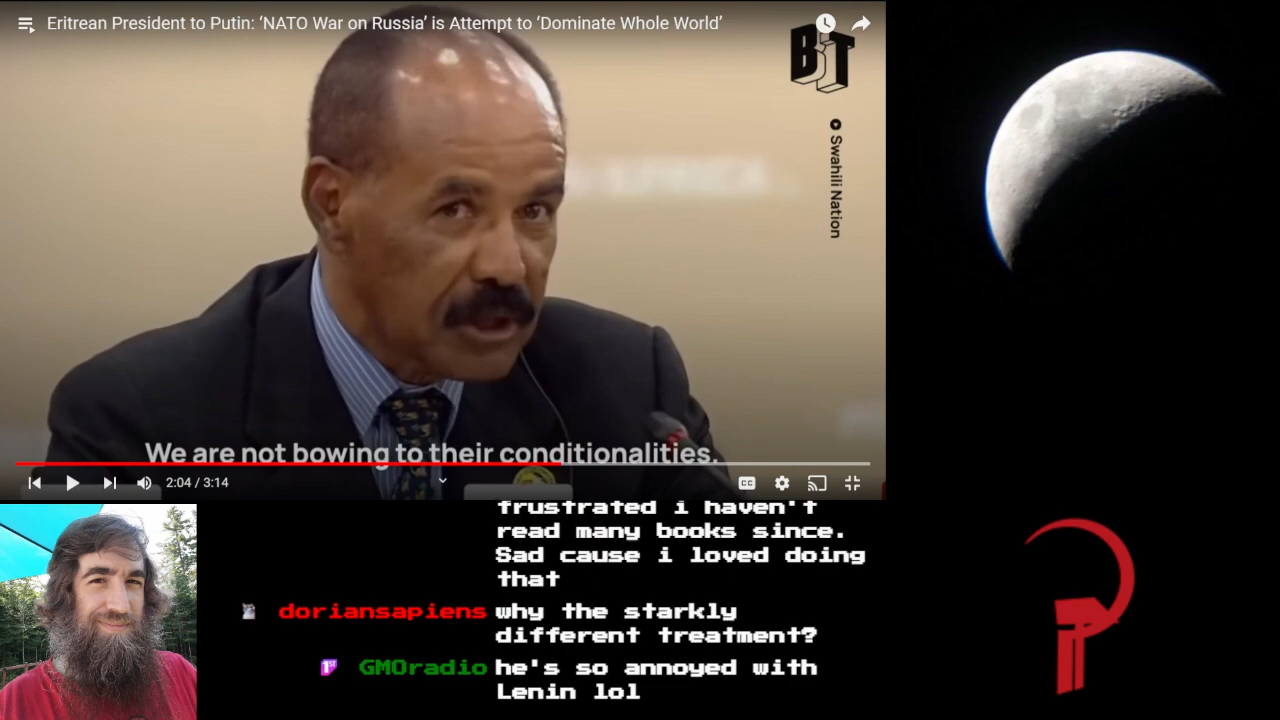 Eritrean President to Putin: ‘NATO War on Russia’ is Attempt to ‘Dominate Whole World’
BT
Swahili Nation
We are not bowing to their conditionalities.
2:04 / 3:14
CC
frustrated i haven't
read many books since.
Sad cause i loved doing
that
doriansapiens why the starkly
different treatment?
1ST GMOradio he's so annoyed with
Lenin lol